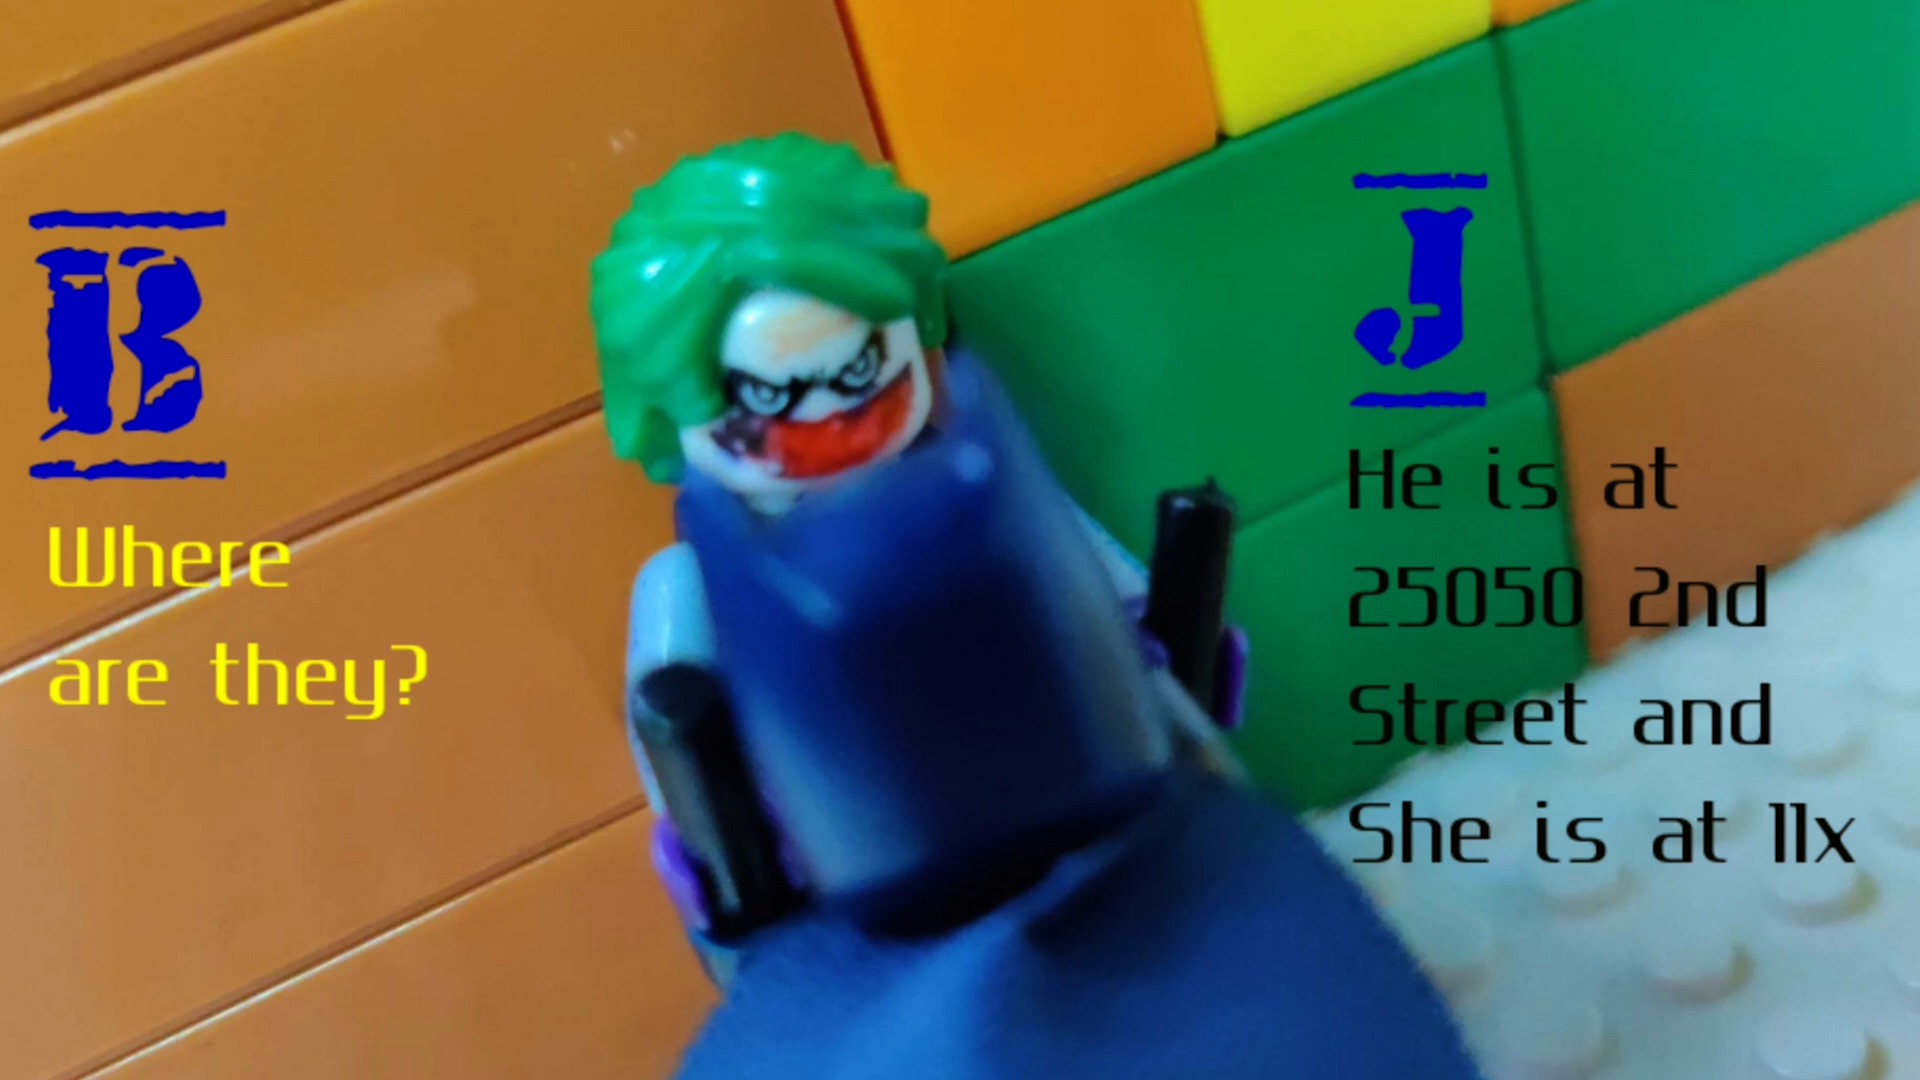 B
Where
are they?
J
He is at
25050 2nd
Street and
She is at 11x